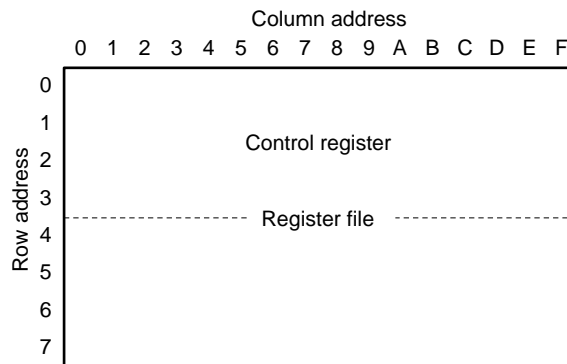 Column address
0 1 2 3 4 5 6 7 8 9 A B C D E F
Row address
0
1
Control register
2
3
Register file
4
5
6
7